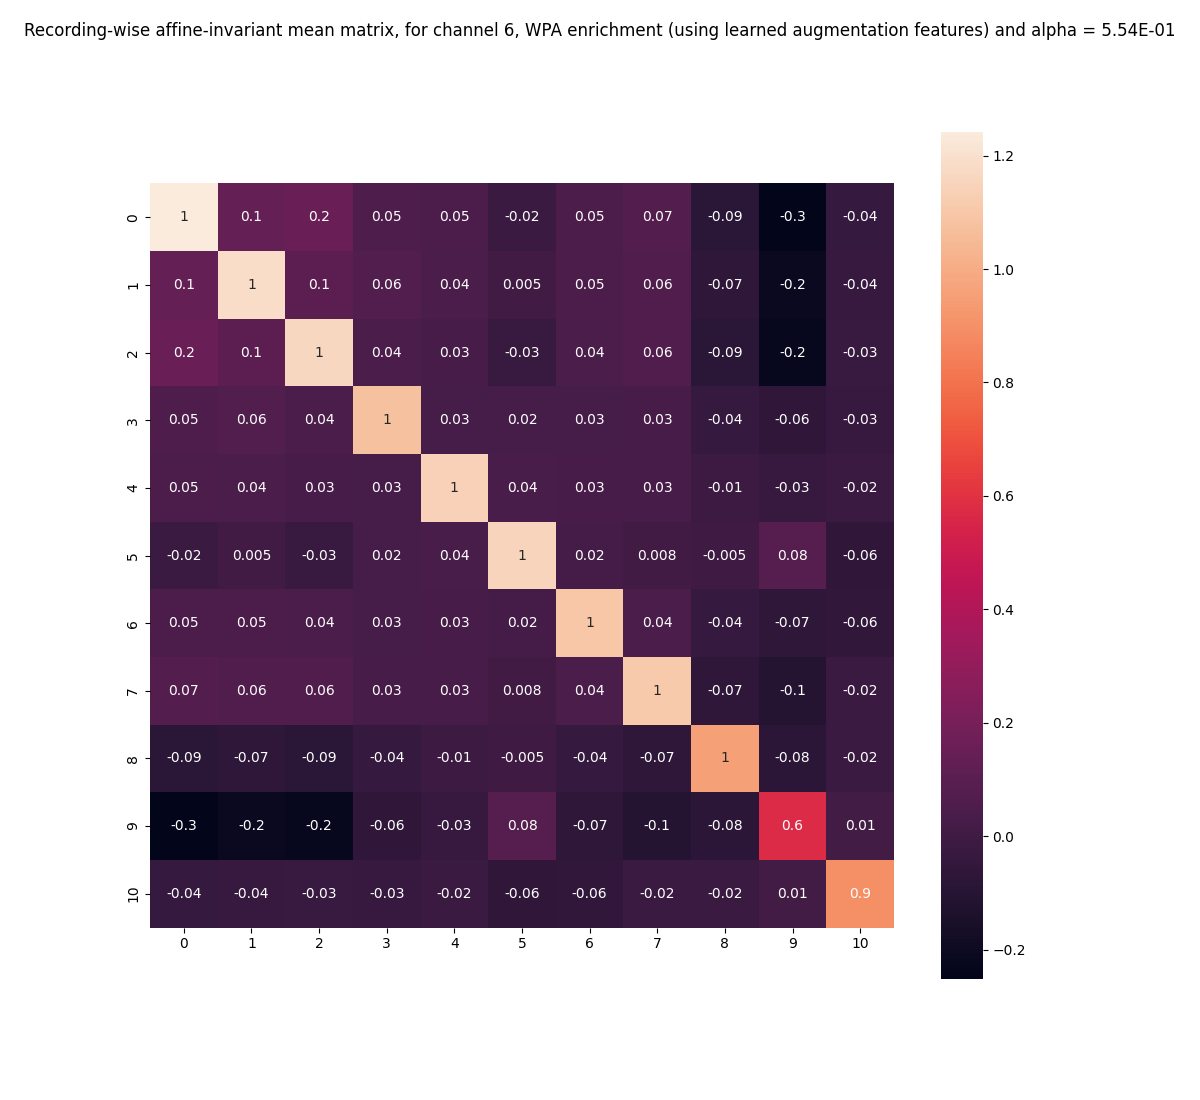 Recording-wise affine-invariant mean matrix, for channel 6, WPA enrichment (using learned augmentation features) and alpha = 5.54E-01
0 1 0.1 0.2 0.05 0.05 -0.02 0.05 0.07 -0.09 -0.3 -0.04
1 0.1 1 0.1 0.06 0.04 0.005 0.05 0.06 -0.07 -0.2 -0.04
2 0.2 0.1 1 0.04 0.03 -0.03 0.04 0.06 -0.09 -0.2 -0.03
3 0.05 0.06 0.04 1 0.03 0.02 0.03 0.03 -0.04 -0.06 -0.03
4 0.05 0.04 0.03 0.03 1 0.04 0.03 0.03 -0.01 -0.03 -0.02
5 -0.02 0.005 -0.03 0.02 0.04 1 0.02 0.008 -0.005 0.08 -0.06
6 0.05 0.05 0.04 0.03 0.03 0.02 1 0.04 -0.04 -0.07 -0.06
7 0.07 0.06 0.06 0.03 0.03 0.008 0.04 1 -0.07 -0.1 -0.02
8 -0.09 -0.07 -0.09 -0.04 -0.01 -0.005 -0.04 -0.07 1 -0.08 -0.02
9 -0.3 -0.2 -0.2 -0.06 -0.03 0.08 -0.07 -0.1 -0.08 0.6 0.01
10 -0.04 -0.04 -0.03 -0.03 -0.02 -0.06 -0.06 -0.02 -0.02 0.01 0.9
0 1 2 3 4 5 6 7 8 9 10
1.2
1.0
0.8
0.6
0.4
0.2
0.0
−0.2